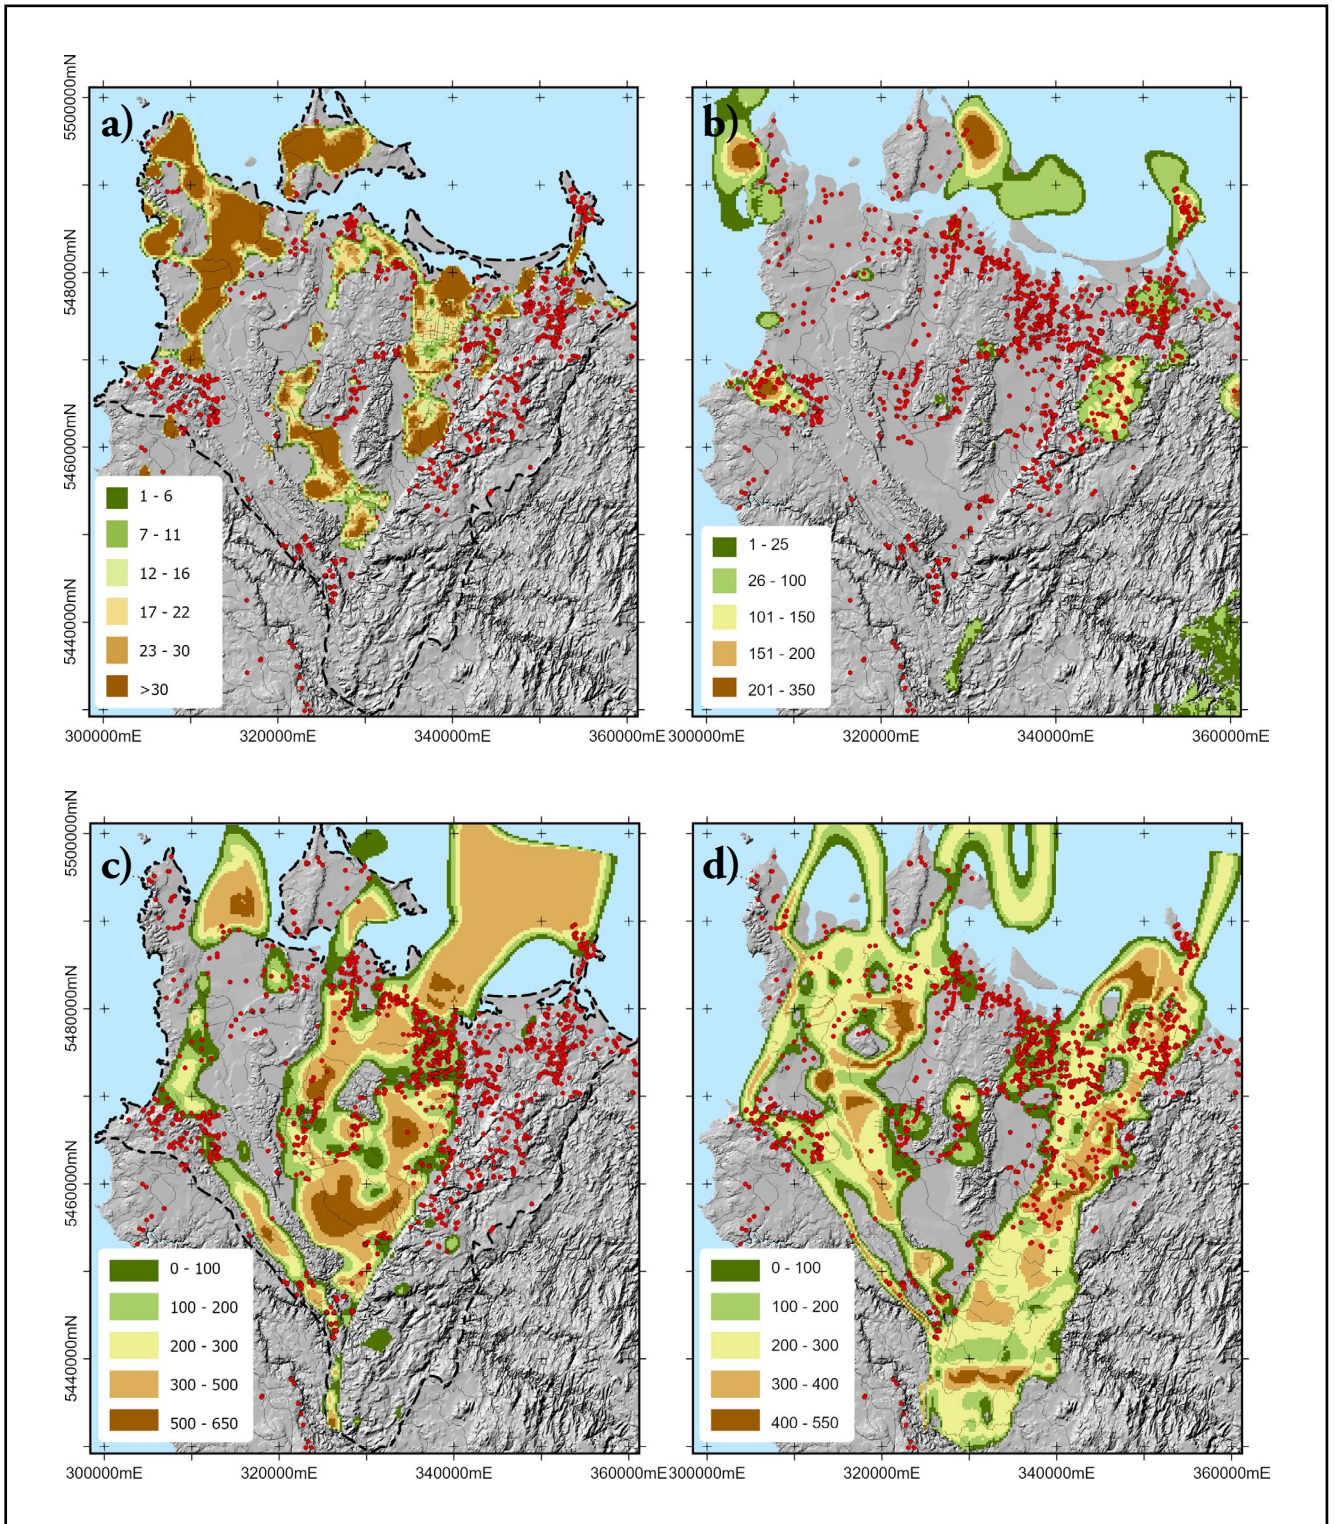 a)
5500000mN
5480000mN
5460000mN
5440000mN
1 - 6
7 - 11
12 - 16
17 - 22
23 - 30
>30
300000mE
320000mE
340000mE
360000mE
b)
1 - 25
26 - 100
101 - 150
151 - 200
201 - 350
300000mE
320000mE
340000mE
360000mE
c)
5500000mN
5480000mN
5460000mN
5440000mN
0 - 100
100 - 200
200 - 300
300 - 500
500 - 650
300000mE
320000mE
340000mE
360000mE
d)
0 - 100
100 - 200
200 - 300
300 - 400
400 - 550
300000mE
320000mE
340000mE
360000mE